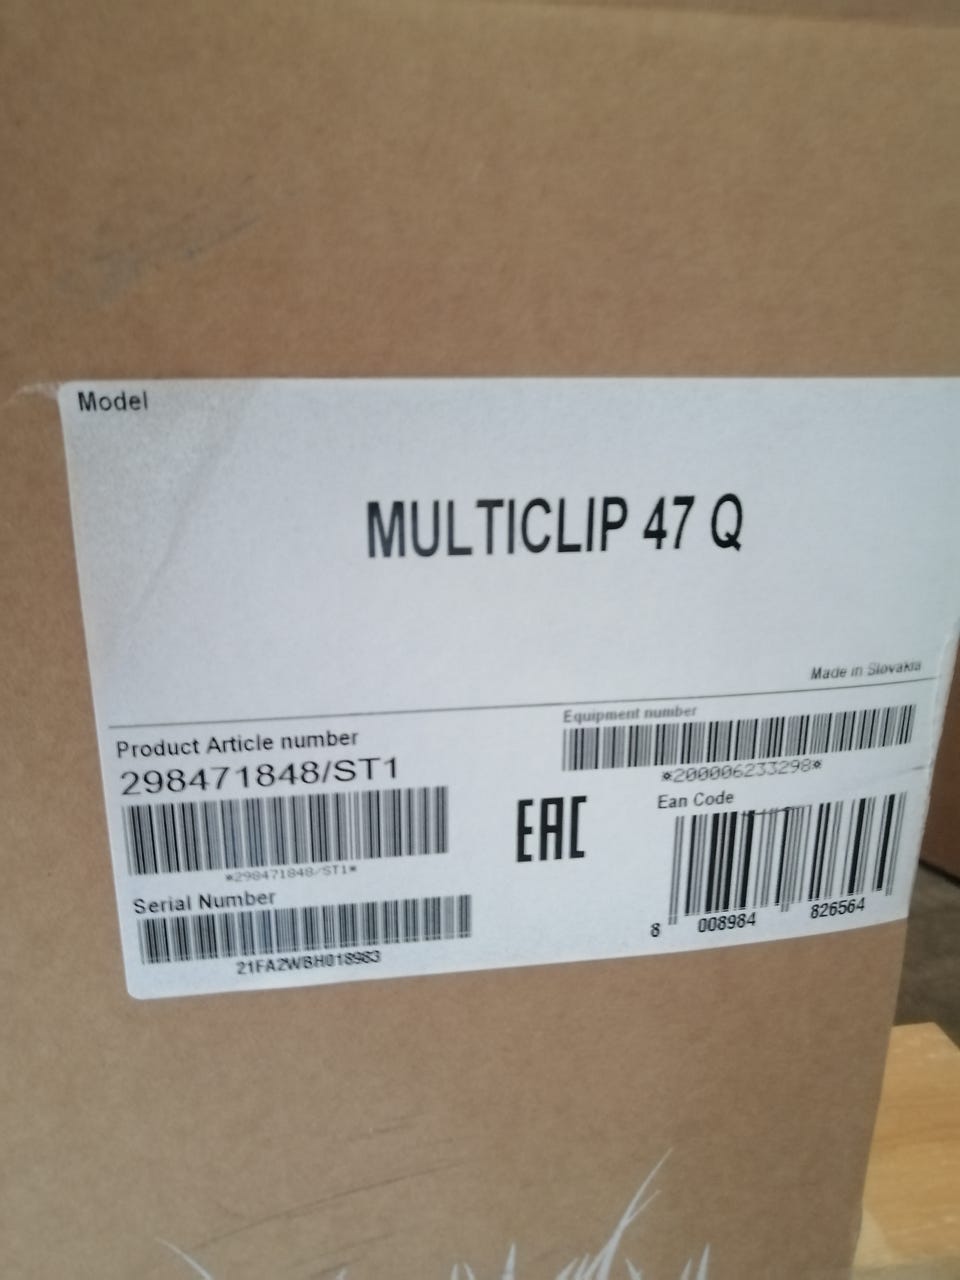 Model
MULTICLIP 47 Q
Made in Slovakia
Product Article number
298471848/ST1
*298471848/ST1*
Serial Number
21FA2WBH018983
Equipment number
*200006233298*
EAC
Ean Code
8 008984 826564